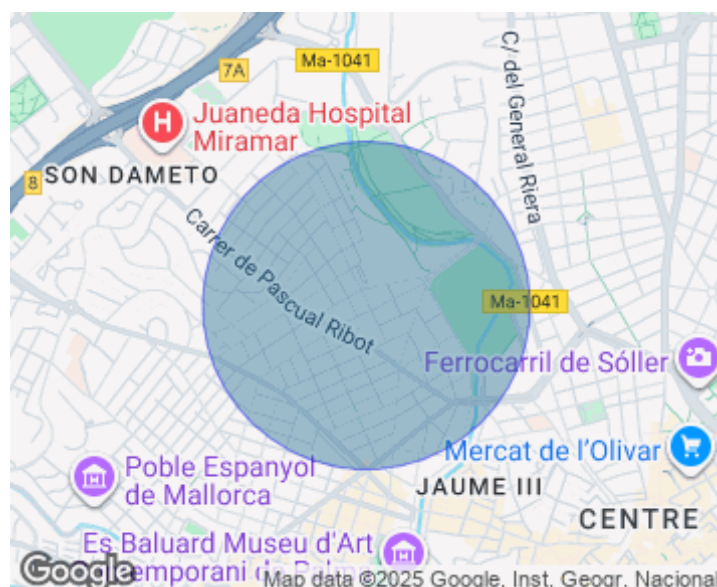 Ma-1041
7A
C/ del General Riera
Juaneda Hospital
Miramar
8
SON DAMETO
Carrer de Pascual Ribot
Ma-1041
Ferrocarril de Sóller
Mercat de l'Olivar
Poble Espanyol
de Mallorca
JAUME III
CENTRE
Es Baluard Museu d'Art
Google
Map data ©2025 Google, Inst. Geogr. Nacional